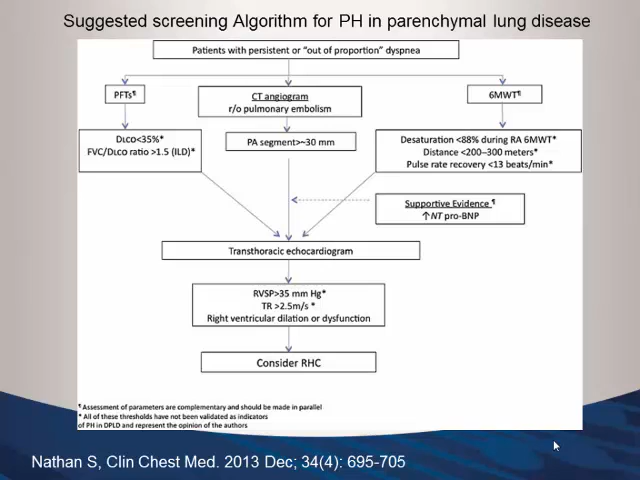 Suggested screening Algorithm for PH in parenchymal lung disease
Patients with persistent or “out of proportion” dyspnea
PFTs¶
CT angiogram
r/o pulmonary embolism
6MWT¶
DLCO<35%*
FVC/DLCO ratio >1.5 (ILD)*
PA segment>~30 mm
Desaturation <88% during RA 6MWT*
Distance <200–300 meters*
Pulse rate recovery <13 beats/min*
Supportive Evidence ¶
↑NT pro-BNP
Transthoracic echocardiogram
RVSP>35 mm Hg*
TR >2.5m/s *
Right ventricular dilation or dysfunction
Consider RHC
¶ Assessment of parameters are complementary and should be made in parallel
* All of these thresholds have not been validated as indicators
of PH in DPLD and represent the opinion of the authors
Nathan S, Clin Chest Med. 2013 Dec; 34(4): 695-705